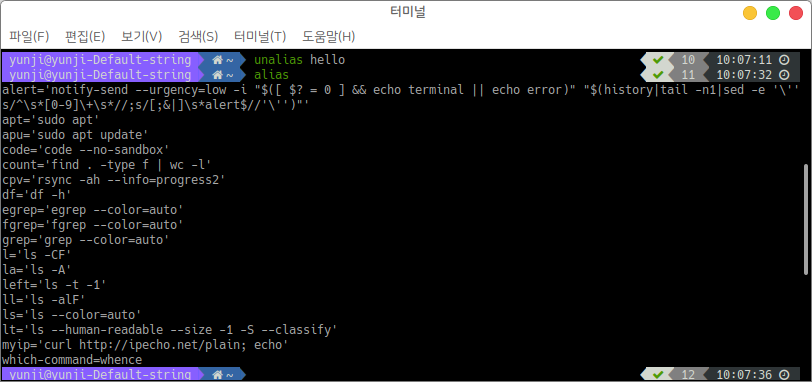 터미널
파일(F) 편집(E) 보기(V) 검색(S) 터미널(T) 도움말(H)
yunji@yunji-Default-string ~ unalias hello 10 10:07:11
yunji@yunji-Default-string ~ alias 11 10:07:32
alert='notify-send --urgency=low -i "$([ $? = 0 ] && echo terminal || echo error)" "$(history|tail -n1|sed -e '\''
s/^\s*[0-9]\+\s*//;s/[;&|]\s*alert$//'\'')"'
apt='sudo apt'
apu='sudo apt update'
code='code --no-sandbox'
count='find . -type f | wc -l'
cpv='rsync -ah --info=progress2'
df='df -h'
egrep='egrep --color=auto'
fgrep='fgrep --color=auto'
grep='grep --color=auto'
l='ls -CF'
la='ls -A'
left='ls -t -1'
ll='ls -alF'
ls='ls --color=auto'
lt='ls --human-readable --size -1 -S --classify'
myip='curl http://ipecho.net/plain; echo'
which-command=whence
yunji@yunji-Default-string ~ 12 10:07:36